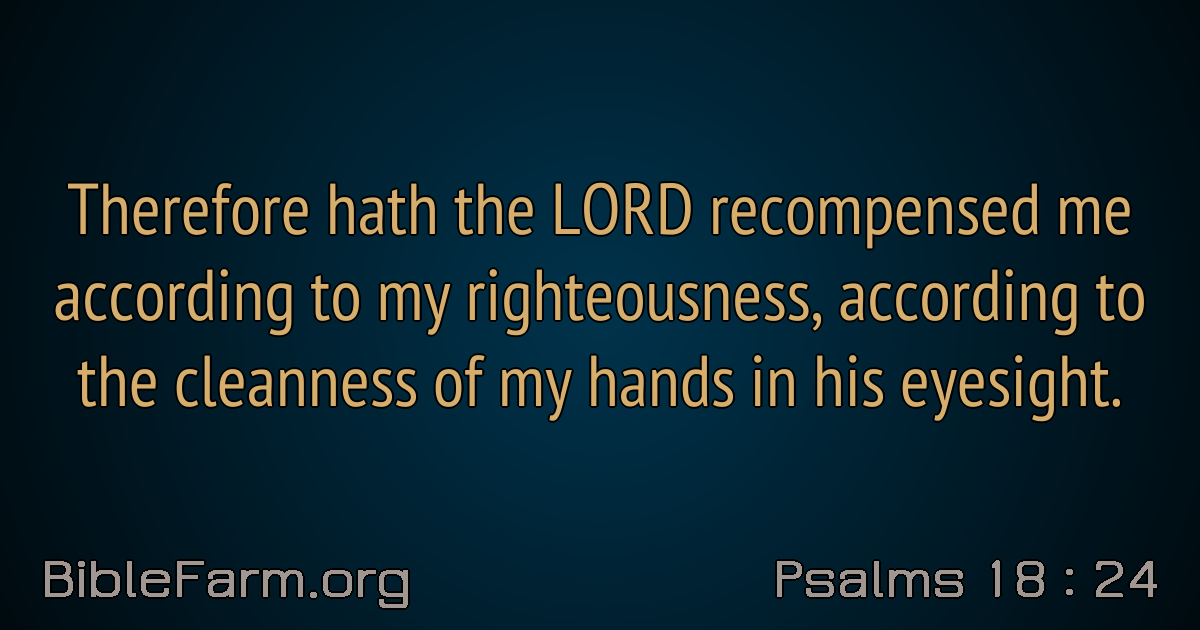 Therefore hath the LORD recompensed me
according to my righteousness, according to
the cleanness of my hands in his eyesight.
BibleFarm.org
Psalms 18 : 24